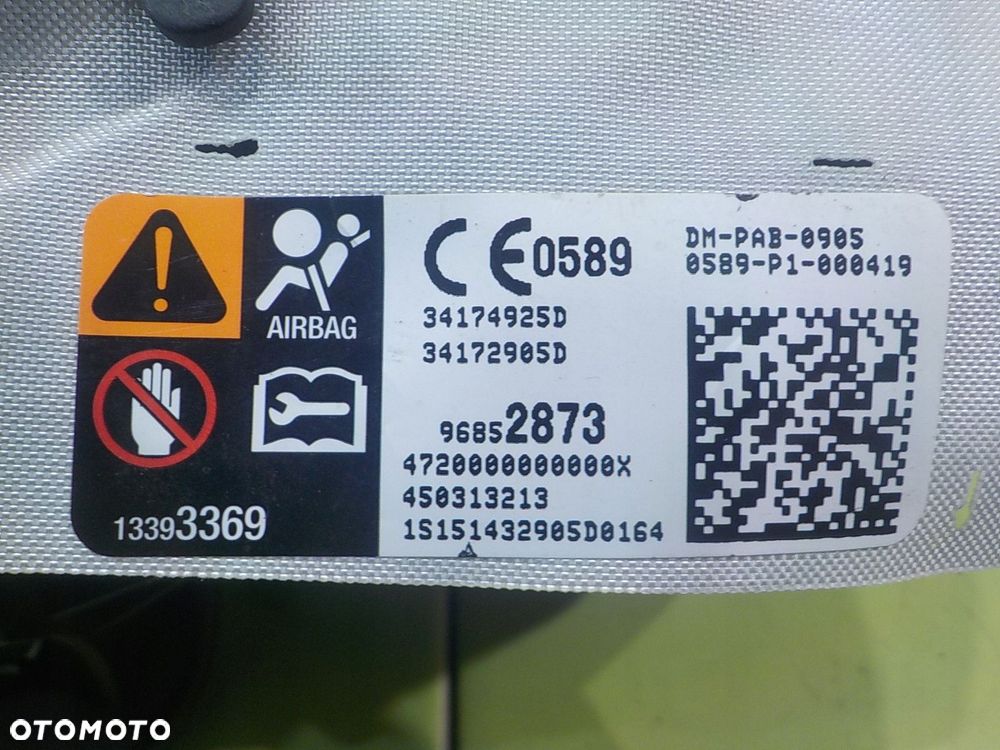 AIRBAG
13393369
CE0589
34174925D
34172905D
96852873
4720000000000X
450313213
1S151432905D0164
DM-PAB-0905
0589-P1-000419
OTOMOTO